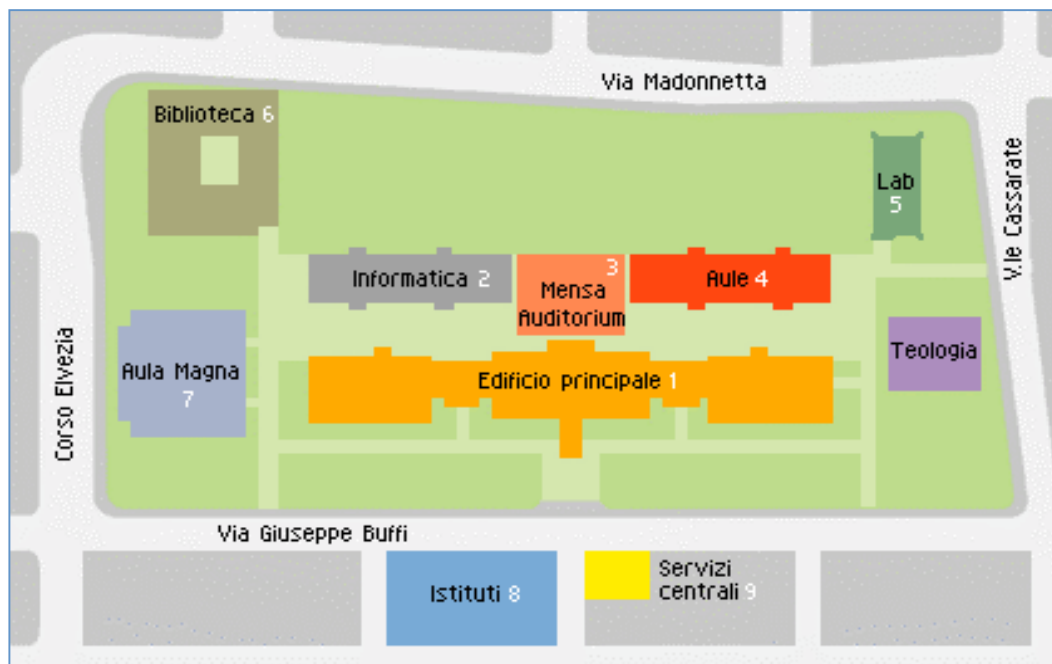 Via Madonnetta
Biblioteca 6
Lab
5
V.le Cassarate
Informatica 2
3
Mensa
Auditorium
Aule 4
Corso Elvezia
Aula Magna
7
Edificio principale 1
Teologia
Via Giuseppe Buffi
Istituti 8
Servizi
centrali 9